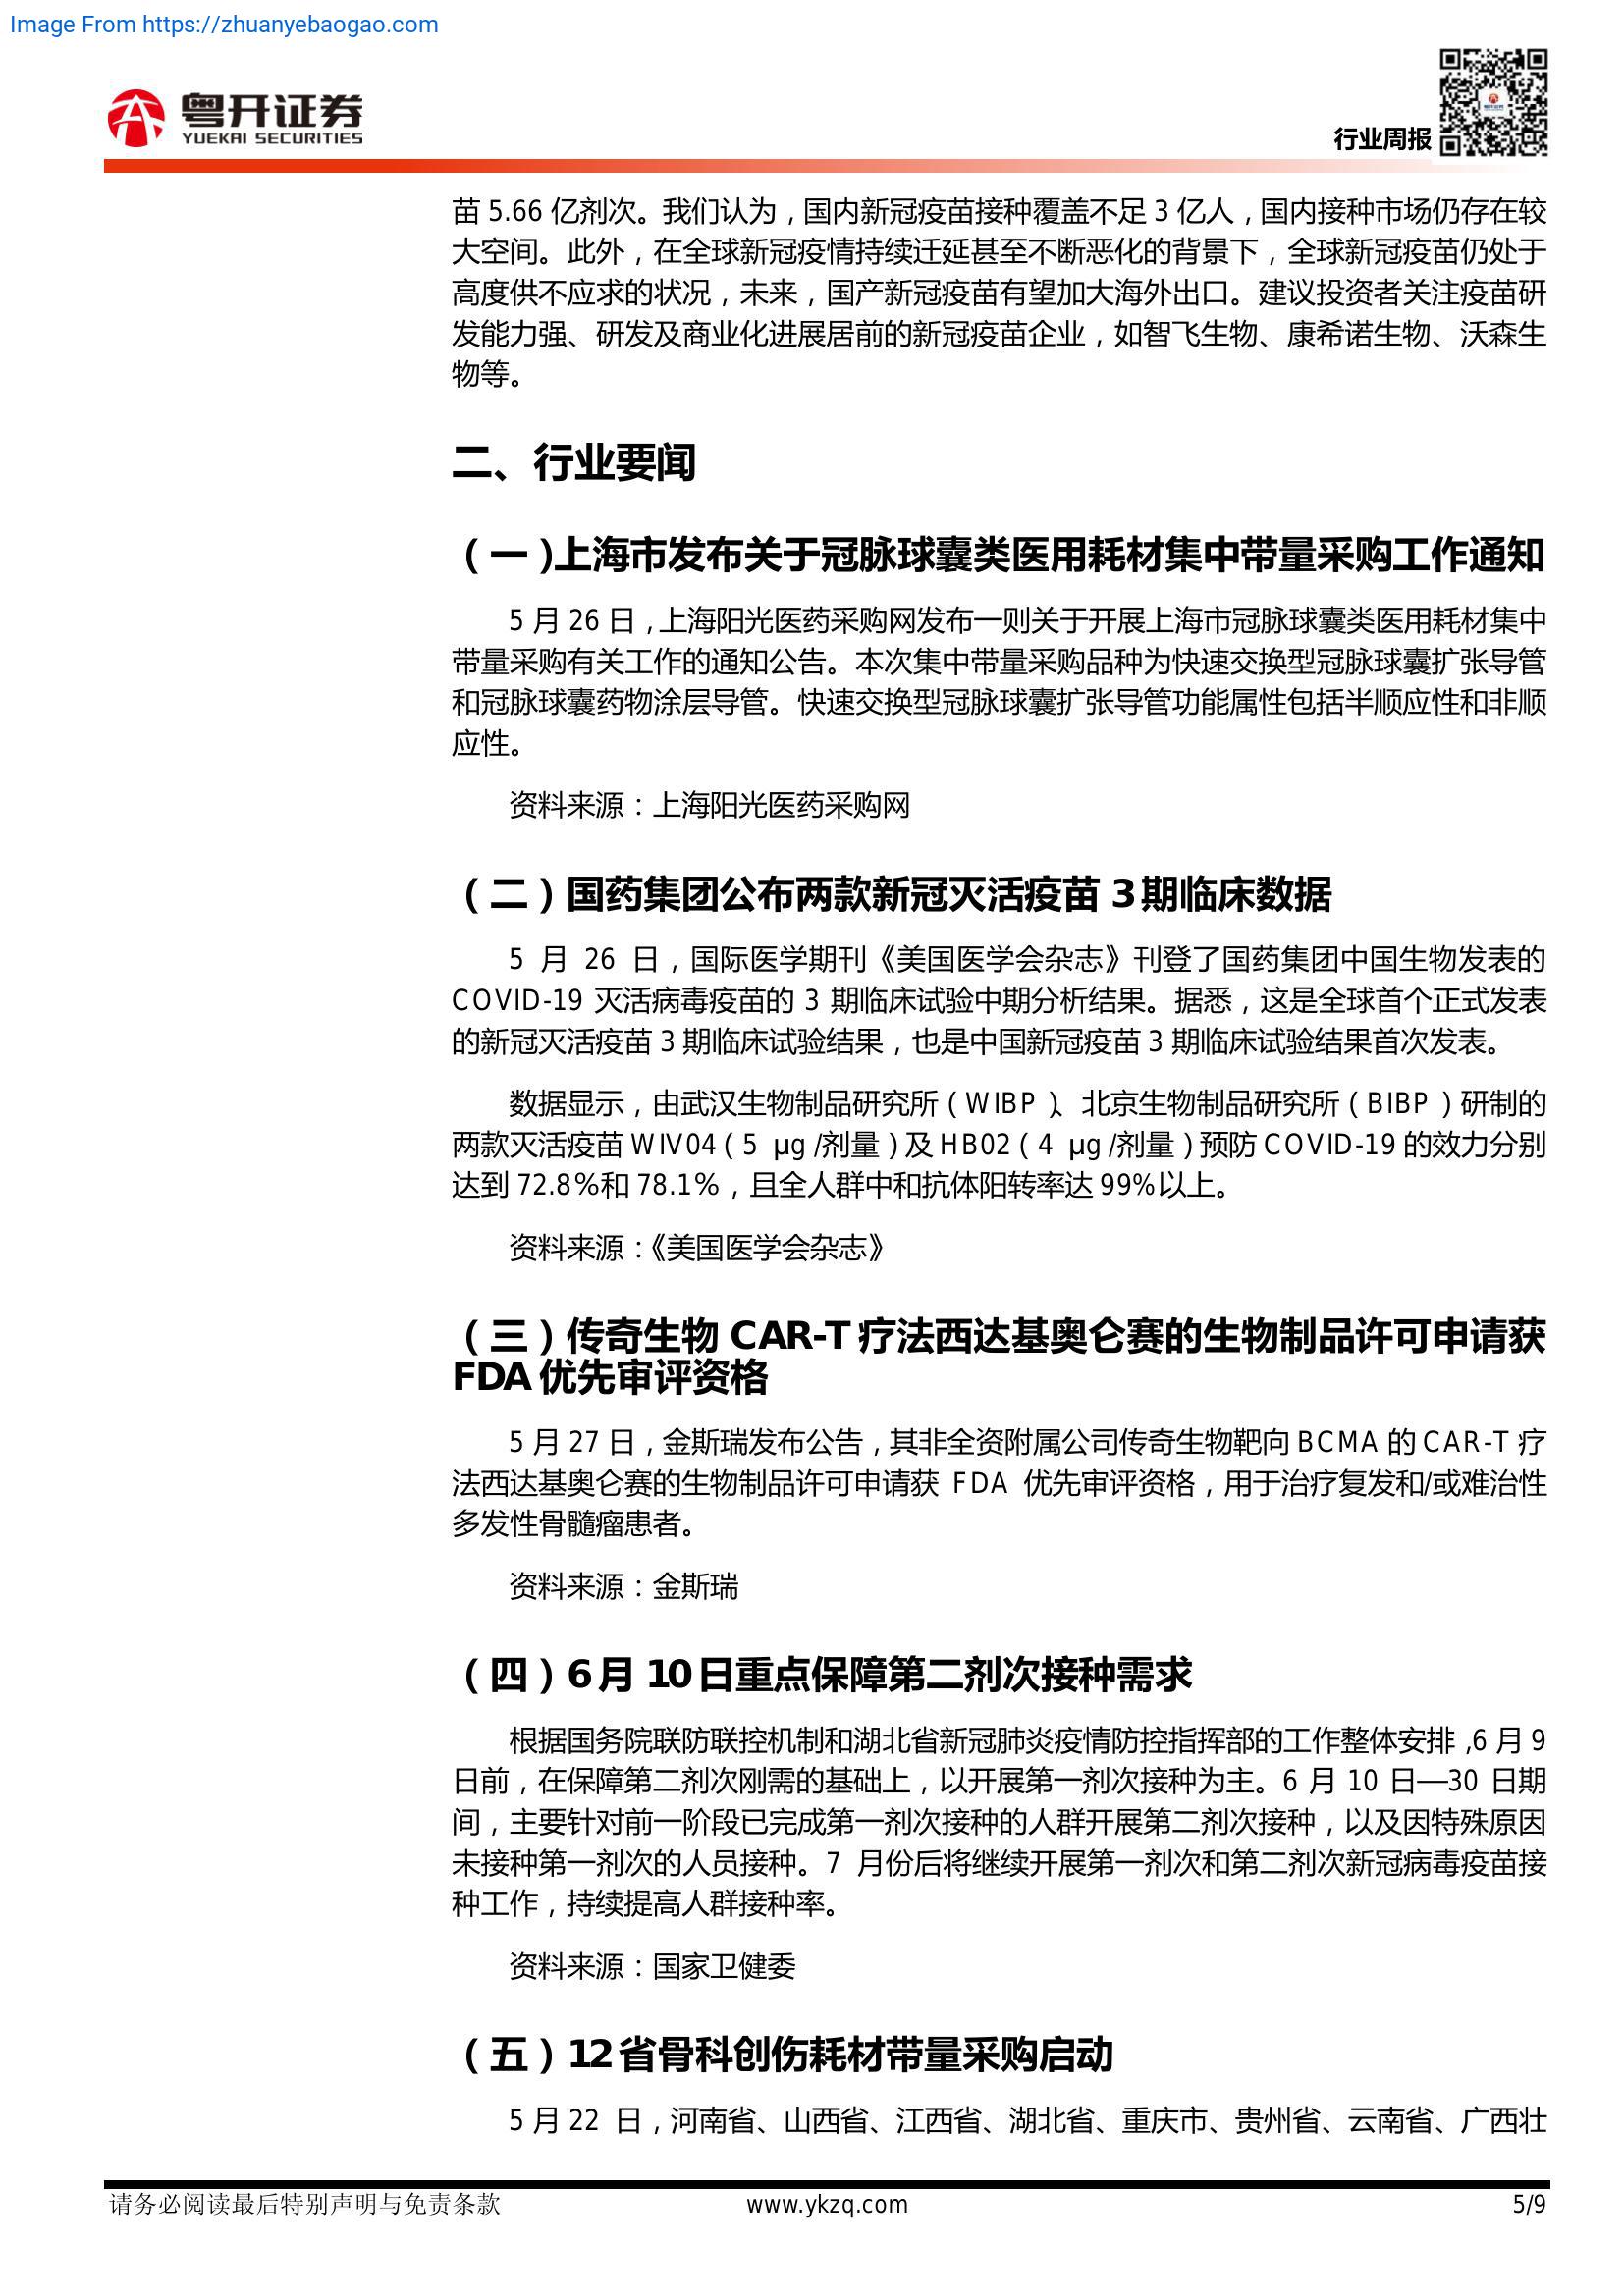 Image From https://zhuanyebaogao.com
粤开证券
YUEKAI SECURITIES
行业周报
苗 5.66 亿剂次。我们认为，国内新冠疫苗接种覆盖不足 3 亿人，国内接种市场仍存在较
大空间。此外，在全球新冠疫情持续迁延甚至不断恶化的背景下，全球新冠疫苗仍处于
高度供不应求的状况，未来，国产新冠疫苗有望加大海外出口。建议投资者关注疫苗研
发能力强、研发及商业化进展居前的新冠疫苗企业，如智飞生物、康希诺生物、沃森生
物等。
二、行业要闻
（一）上海市发布关于冠脉球囊类医用耗材集中带量采购工作通知
5 月 26 日，上海阳光医药采购网发布一则关于开展上海市冠脉球囊类医用耗材集中
带量采购有关工作的通知公告。本次集中带量采购品种为快速交换型冠脉球囊扩张导管
和冠脉球囊药物涂层导管。快速交换型冠脉球囊扩张导管功能属性包括半顺应性和非顺
应性。
资料来源：上海阳光医药采购网
（二）国药集团公布两款新冠灭活疫苗 3 期临床数据
5 月 26 日，国际医学期刊《美国医学会杂志》刊登了国药集团中国生物发表的
COVID-19 灭活病毒疫苗的 3 期临床试验中期分析结果。据悉，这是全球首个正式发表
的新冠灭活疫苗 3 期临床试验结果，也是中国新冠疫苗 3 期临床试验结果首次发表。
数据显示，由武汉生物制品研究所（WIBP）、北京生物制品研究所（BIBP）研制的
两款灭活疫苗 WIV04（5 μg /剂量）及 HB02（4 μg /剂量）预防 COVID-19 的效力分别
达到 72.8%和 78.1%，且全人群中和抗体阳转率达 99%以上。
资料来源：《美国医学会杂志》
（三）传奇生物 CAR-T 疗法西达基奥仑赛的生物制品许可申请获
FDA 优先审评资格
5 月 27 日，金斯瑞发布公告，其非全资附属公司传奇生物靶向 BCMA 的 CAR-T 疗
法西达基奥仑赛的生物制品许可申请获 FDA 优先审评资格，用于治疗复发和/或难治性
多发性骨髓瘤患者。
资料来源：金斯瑞
（四）6 月 10 日重点保障第二剂次接种需求
根据国务院联防联控机制和湖北省新冠肺炎疫情防控指挥部的工作整体安排，6 月 9
日前，在保障第二剂次刚需的基础上，以开展第一剂次接种为主。6 月 10 日—30 日期
间，主要针对前一阶段已完成第一剂次接种的人群开展第二剂次接种，以及因特殊原因
未接种第一剂次的人员接种。7 月份后将继续开展第一剂次和第二剂次新冠病毒疫苗接
种工作，持续提高人群接种率。
资料来源：国家卫健委
（五）12 省骨科创伤耗材带量采购启动
5 月 22 日，河南省、山西省、江西省、湖北省、重庆市、贵州省、云南省、广西壮
请务必阅读最后特别声明与免责条款
www.ykzq.com
5/9